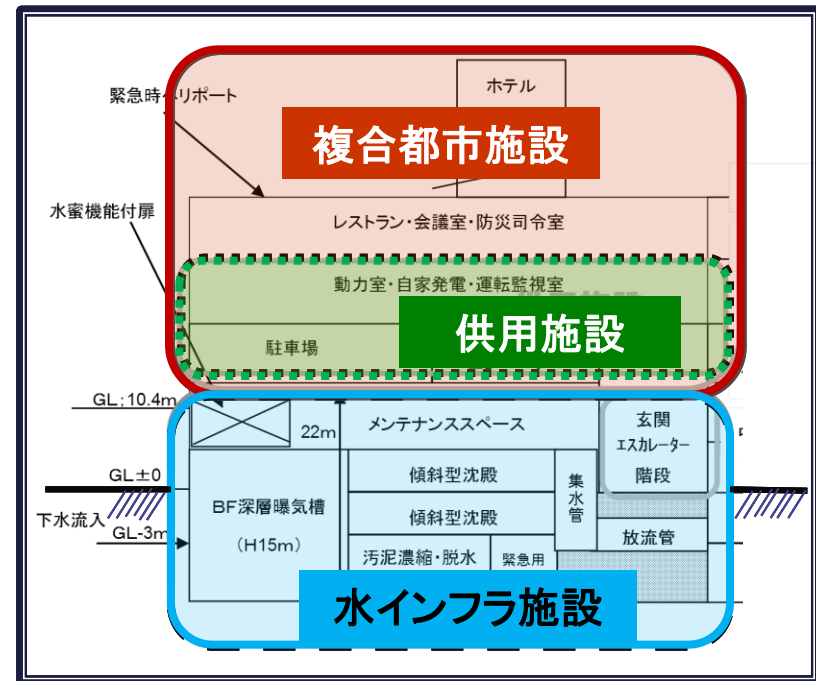 ホテル
緊急時ヘリポート
複合都市施設
水蜜機能付扉
レストラン・会議室・防災司令室
動力室・自家発電・運転監視室
供用施設
駐車場
GL;10.4m
22m
メンテナンススペース
玄関
エスカレーター
階段
GL±0
傾斜型沈殿
集水管
BF深層曝気槽
(H15m)
傾斜型沈殿
下水流入
GL-3m
放流管
汚泥濃縮・脱水
緊急用
水インフラ施設